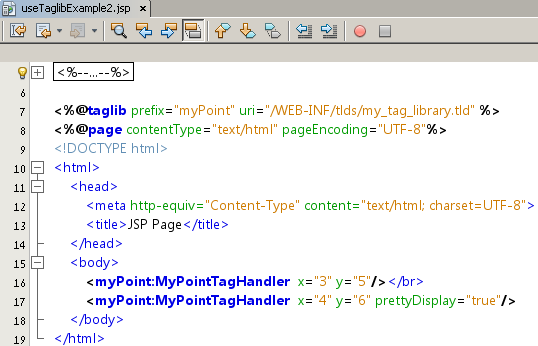 useTaglibExample2.jsp
<%--...--%>
6
7 <%@taglib prefix="myPoint" uri="/WEB-INF/tlds/my_tag_library.tld" %>
8 <%@page contentType="text/html" pageEncoding="UTF-8"%>
9 <!DOCTYPE html>
10 <html>
11 <head>
12 <meta http-equiv="Content-Type" content="text/html; charset=UTF-8">
13 <title>JSP Page</title>
14 </head>
15 <body>
16 <myPoint:MyPointTagHandler x="3" y="5"/></br>
17 <myPoint:MyPointTagHandler x="4" y="6" prettyDisplay="true"/>
18 </body>
19 </html>